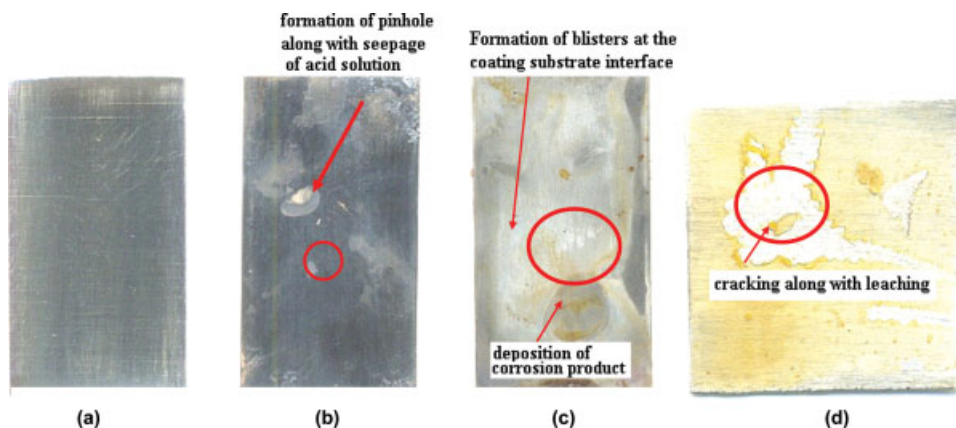 formation of pinhole
along with seepage
of acid solution
Formation of blisters at the
coating substrate interface
cracking along with leaching
deposition of
corrosion product
(a)
(b)
(c)
(d)